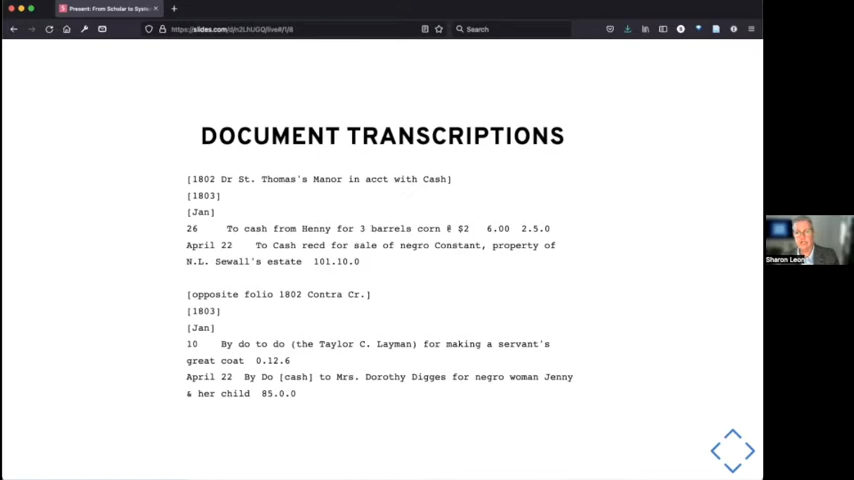 Present: From Scholar to System
https://slides.com/d/n2LhUGQ/live#/1/8
Search
DOCUMENT TRANSCRIPTIONS
[1802 Dr St. Thomas's Manor in acct with Cash]
[1803]
[Jan]
26 To cash from Henny for 3 barrels corn @ $2 6.00 2.5.0
April 22 To Cash recd for sale of negro Constant, property of
N.L. Sewall's estate 101.10.0
[opposite folio 1802 Contra Cr.]
[1803]
[Jan]
10 By do to do (the Taylor C. Layman) for making a servant's
great coat 0.12.6
April 22 By Do [cash] to Mrs. Dorothy Digges for negro woman Jenny
& her child 85.0.0
Sharon Leon